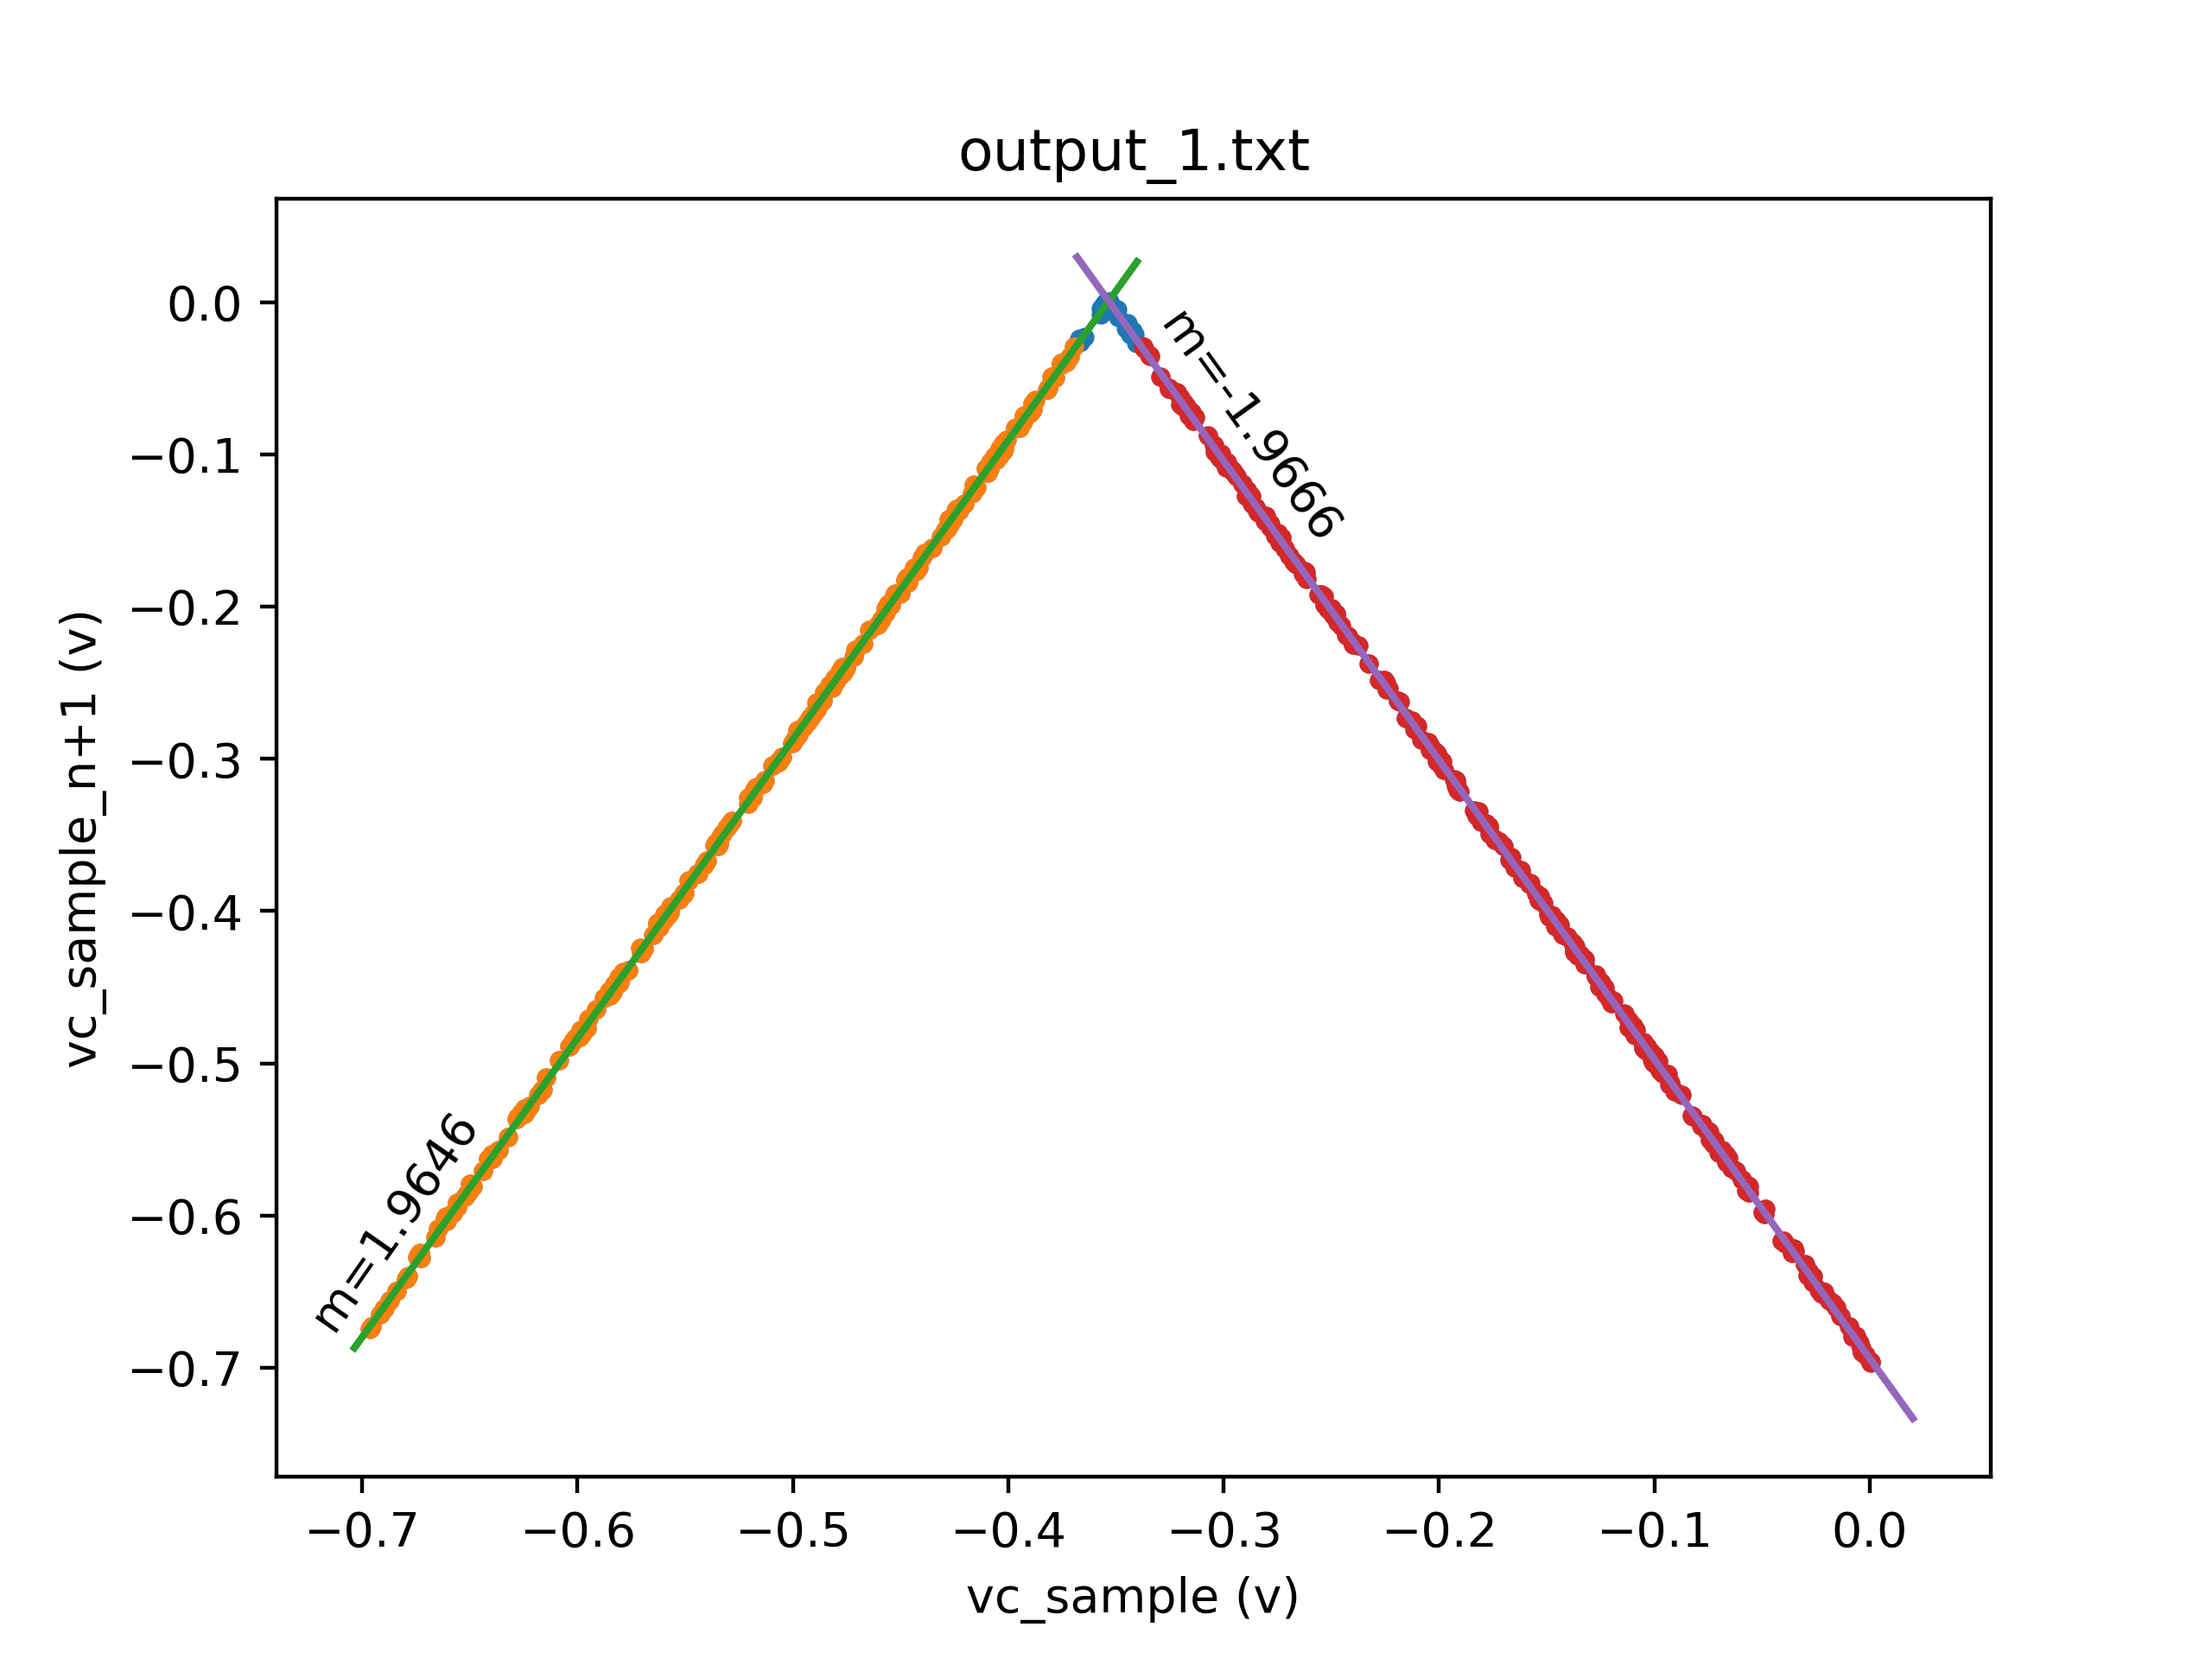 output_1.txt
0.0
−0.1
−0.2
−0.3
−0.4
−0.5
−0.6
−0.7
vc_sample_n+1 (v)
m=-1.9666
m=1.9646
−0.7 −0.6 −0.5 −0.4 −0.3 −0.2 −0.1 0.0
vc_sample (v)